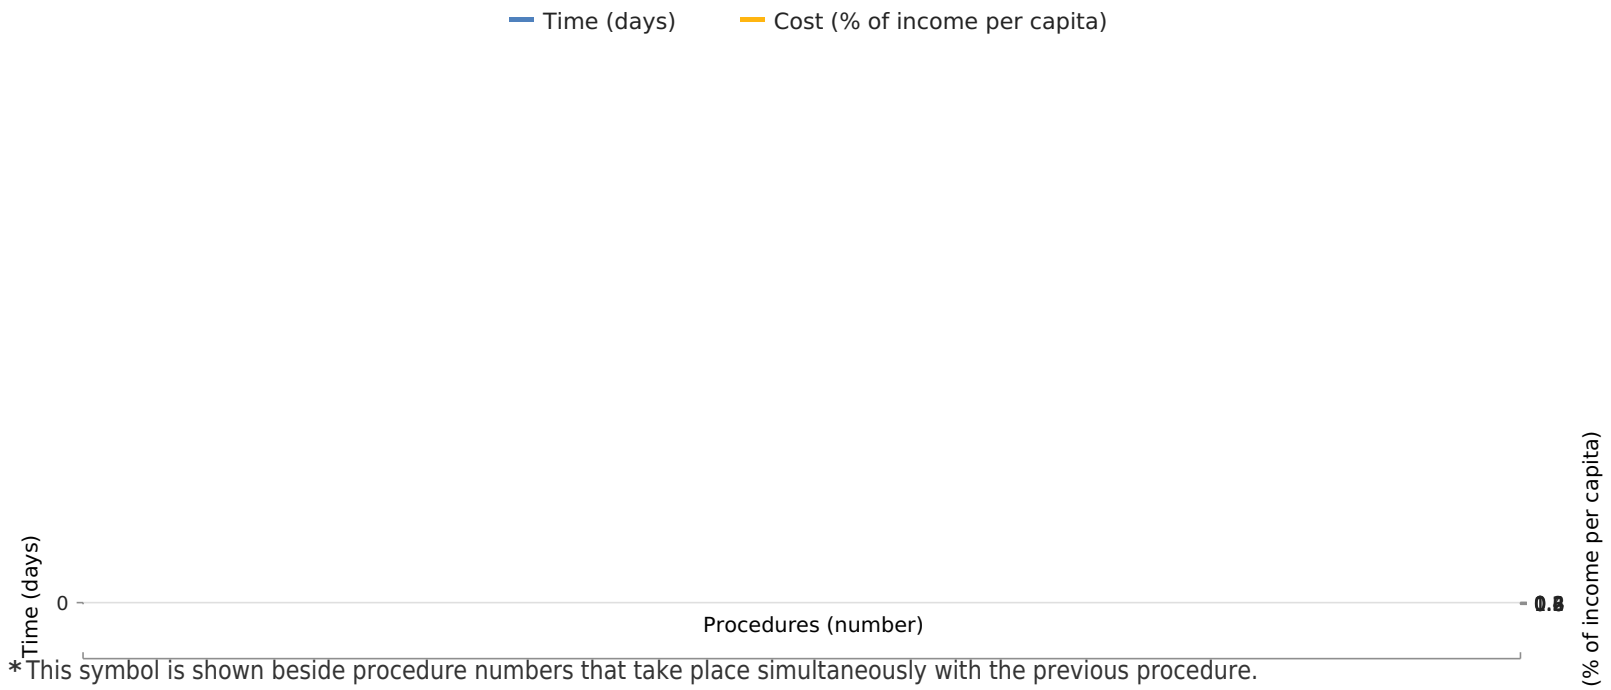 Time (days) Cost (% of income per capita)
(% of income per capita)
Time (days)
0
Procedures (number)
* This symbol is shown beside procedure numbers that take place simultaneously with the previous procedure.